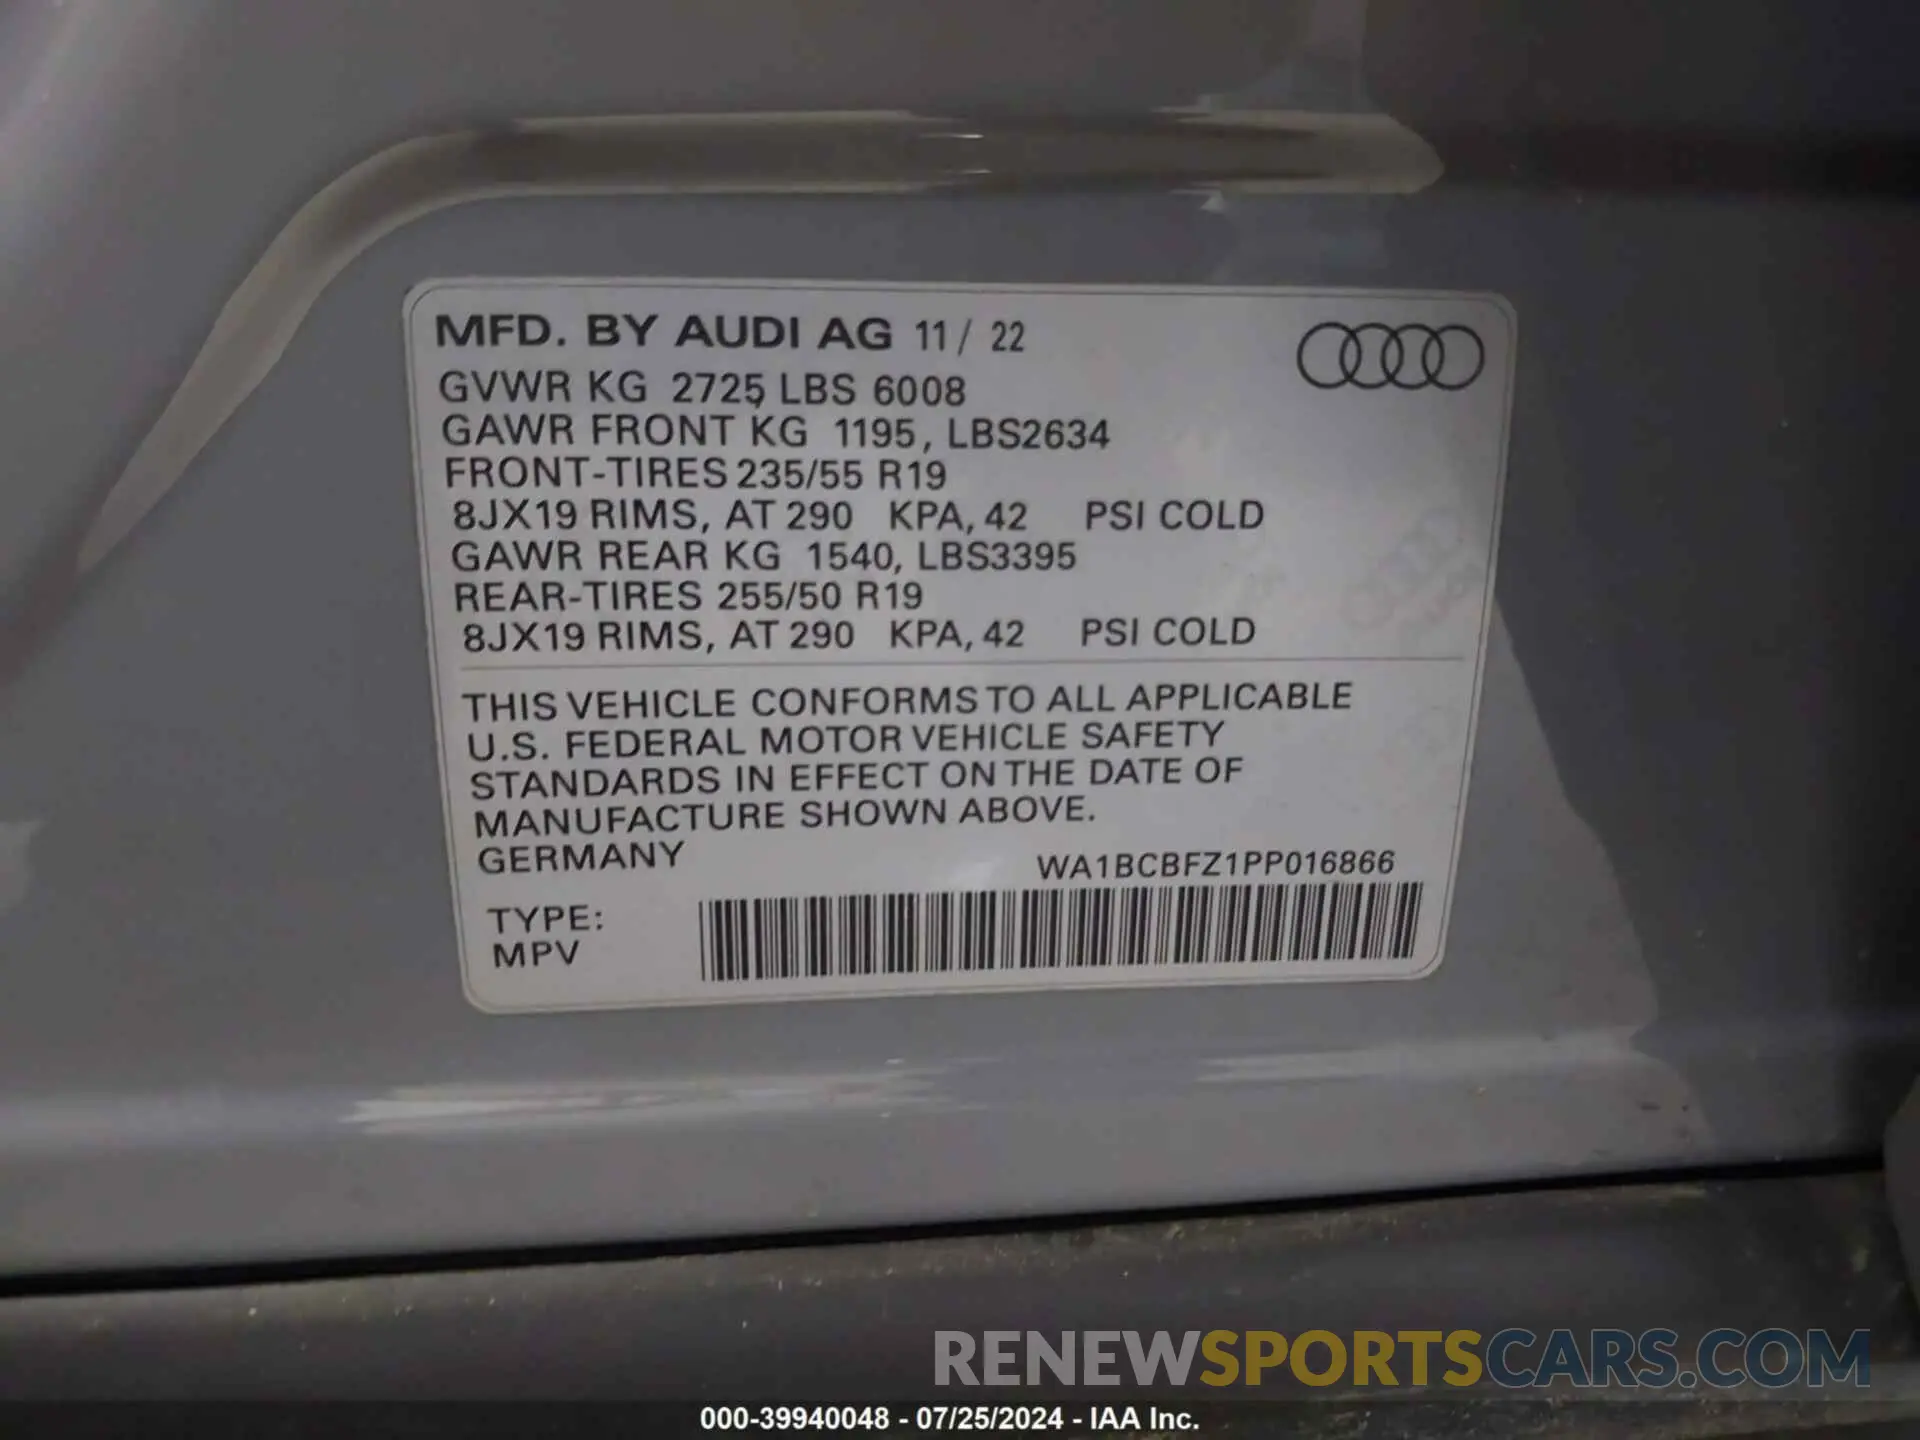 MFD. BY AUDI AG 11/ 22
GVWR KG 2725 LBS 6008
GAWR FRONT KG 1195, LBS2634
FRONT-TIRES 235/55 R19
8JX19 RIMS, AT 290 KPA, 42 PSI COLD
GAWR REAR KG 1540, LBS3395
REAR-TIRES 255/50 R19
8JX19 RIMS, AT 290 KPA, 42 PSI COLD
THIS VEHICLE CONFORMS TO ALL APPLICABLE
U.S. FEDERAL MOTOR VEHICLE SAFETY
STANDARDS IN EFFECT ON THE DATE OF
MANUFACTURE SHOWN ABOVE.
GERMANY
WA1BCBFZ1PP016866
TYPE:
MPV
RENEWSPORTSCARS.COM
000-39940048 - 07/25/2024 - IAA Inc.